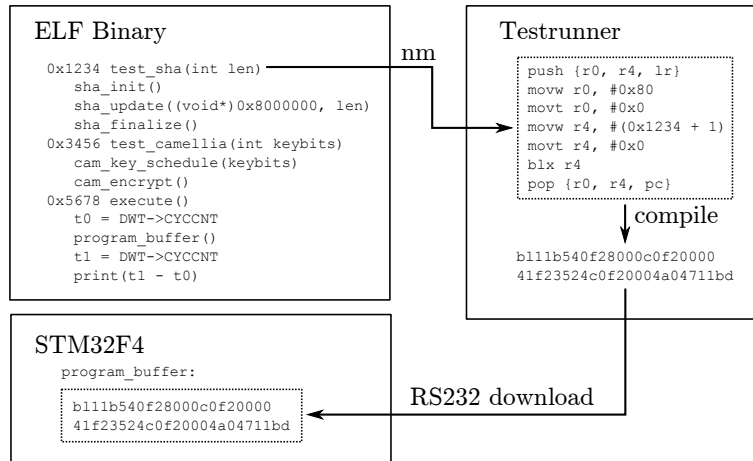 ELF Binary
0x1234 test_sha(int len)
sha_init()
sha_update((void*)0x8000000, len)
sha_finalize()
0x3456 test_camellia(int keybits)
cam_key_schedule(keybits)
cam_encrypt()
0x5678 execute()
t0 = DWT->CYCCNT
program_buffer()
t1 = DWT->CYCCNT
print(t1 - t0)
nm
Testrunner
push {r0, r4, lr}
movw r0, #0x80
movt r0, #0x0
movw r4, #(0x1234 + 1)
movt r4, #0x0
blx r4
pop {r0, r4, pc}
compile
b111b540f28000c0f20000
41f23524c0f20004a04711bd
STM32F4
program_buffer:
b111b540f28000c0f20000
41f23524c0f20004a04711bd
RS232 download